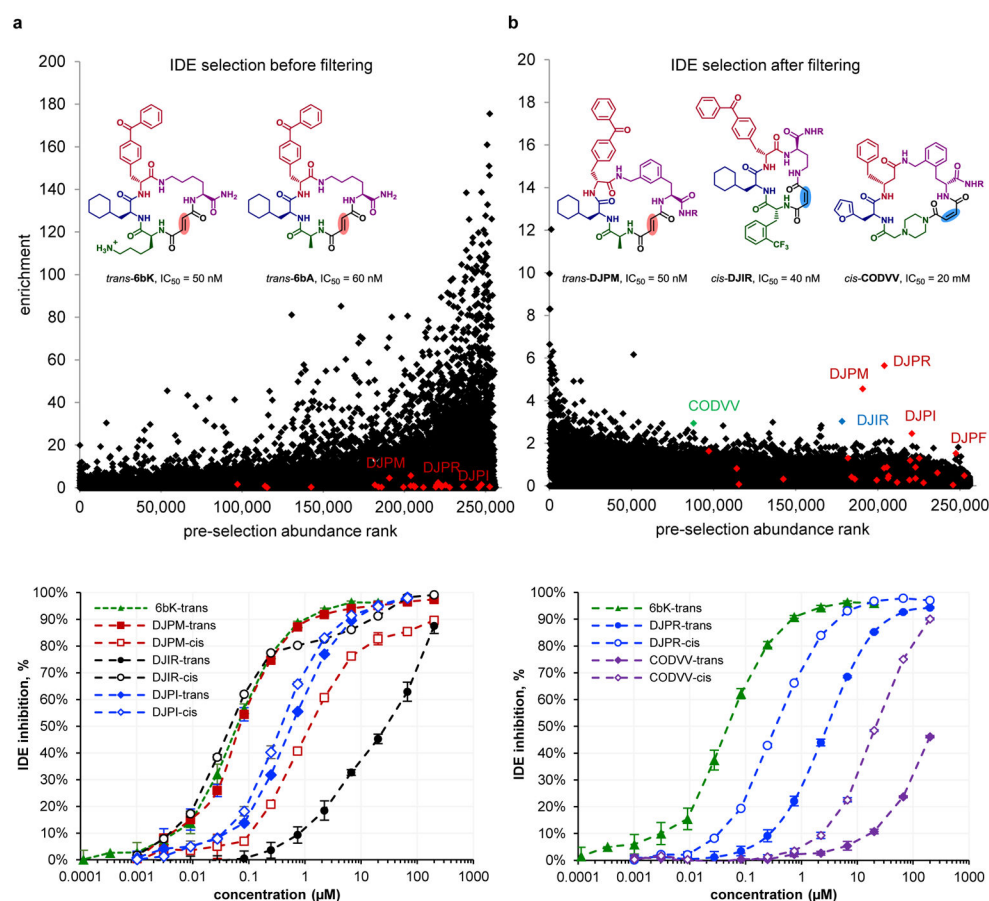 a
IDE selection before filtering
enrichment
200
180
160
140
120
100
80
60
40
20
0
trans-6bK, IC50 = 50 nM
trans-6bA, IC50 = 60 nM
DJPM
DJPR
DJPI
0
50,000
100,000
150,000
200,000
250,000
pre-selection abundance rank
b
IDE selection after filtering
20
18
16
14
12
10
8
6
4
2
0
trans-DJPM, IC50 = 50 nM
cis-DJIR, IC50 = 40 nM
cis-CODVV, IC50 = 20 mM
DJPM
DJPR
CODVV
DJIR
DJPI
DJPF
0
50,000
100,000
150,000
200,000
250,000
pre-selection abundance rank
IDE inhibition, %
100%
90%
80%
70%
60%
50%
40%
30%
20%
10%
0%
6bK-trans
DJPM-trans
DJPM-cis
DJIR-trans
DJIR-cis
DJPI-trans
DJPI-cis
0.0001
0.001
0.01
0.1
1
10
100
1000
concentration (µM)
IDE inhibition, %
100%
90%
80%
70%
60%
50%
40%
30%
20%
10%
0%
6bK-trans
DJPR-trans
DJPR-cis
CODVV-trans
CODVV-cis
0.0001
0.001
0.01
0.1
1
10
100
1000
concentration (µM)